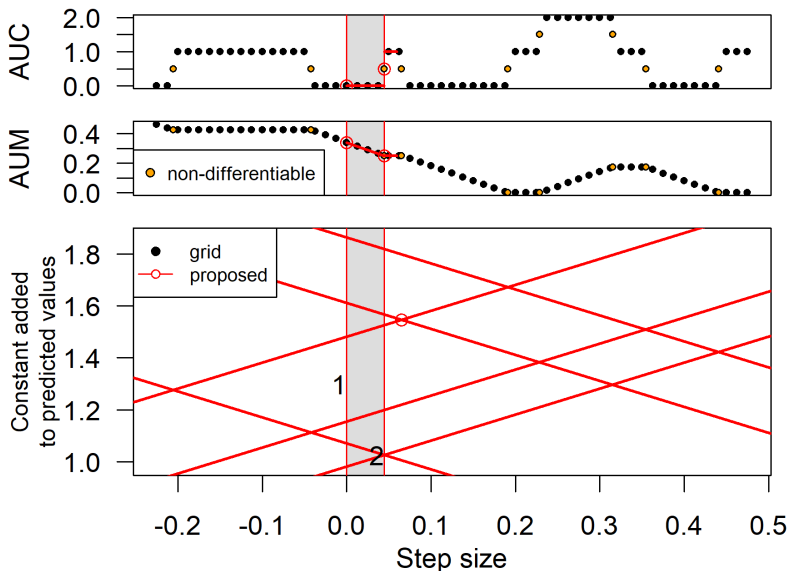 AUC
2.0
1.0
0.0
AUM
0.4
0.2
0.0
non-differentiable
Constant added
to predicted values
1.8
1.6
1.4
1.2
1.0
grid
proposed
1
2
-0.2 -0.1 0.0 0.1 0.2 0.3 0.4 0.5
Step size